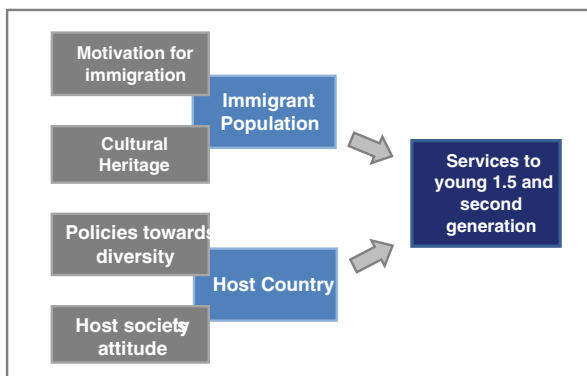 Motivation for
immigration
Immigrant
Population
Cultural
Heritage
Services to
young 1.5 and
second
generation
Policies towards
diversity
Host Country
Host society
attitude